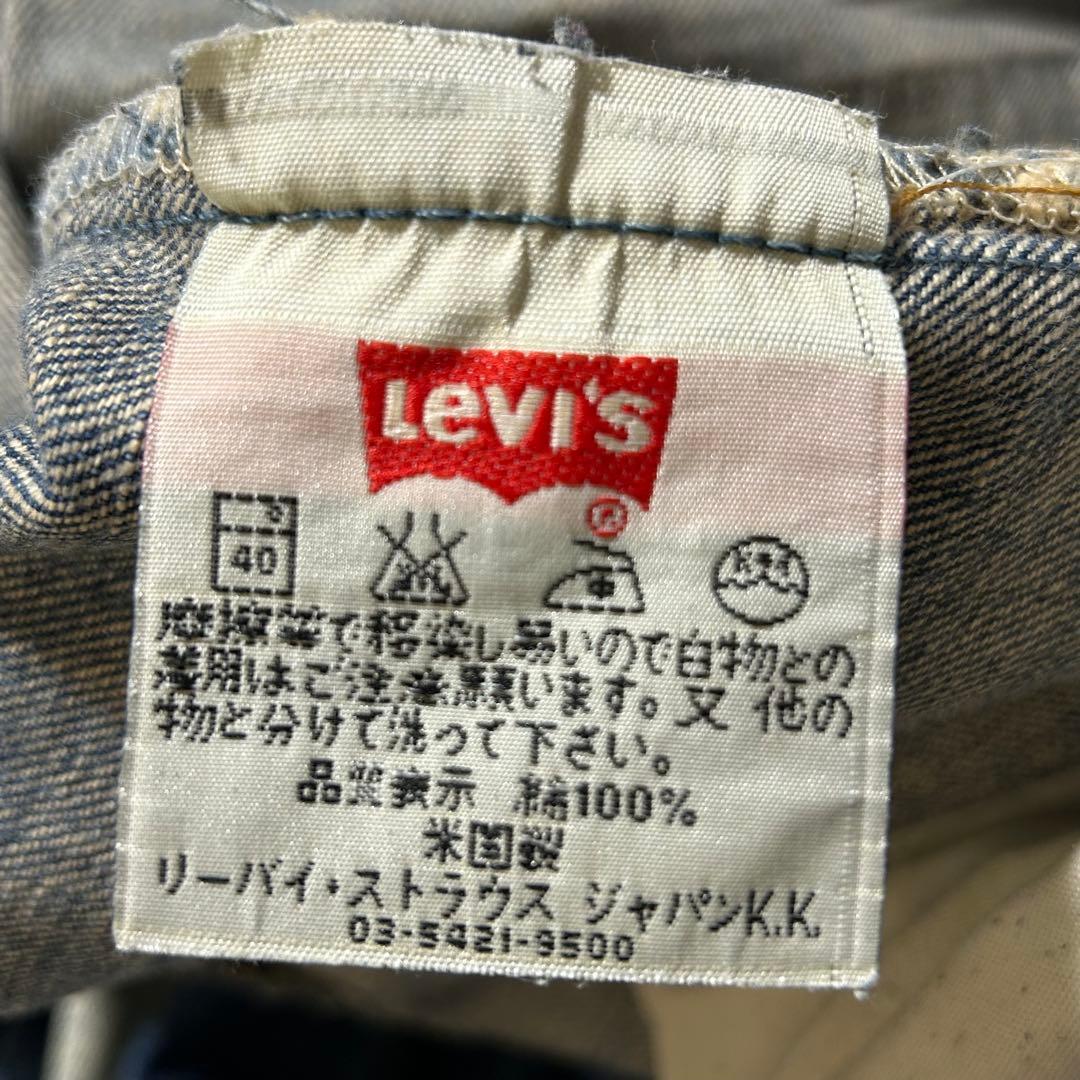 Levi's
®
40
中
摩擦等で移染し易いので白物との
着用はご注意願います。又 他の
物と分けて洗って下さい。
品質表示 綿100%
米国製
リーバイ・ストラウス ジャパンK.K.
03-5421-9500